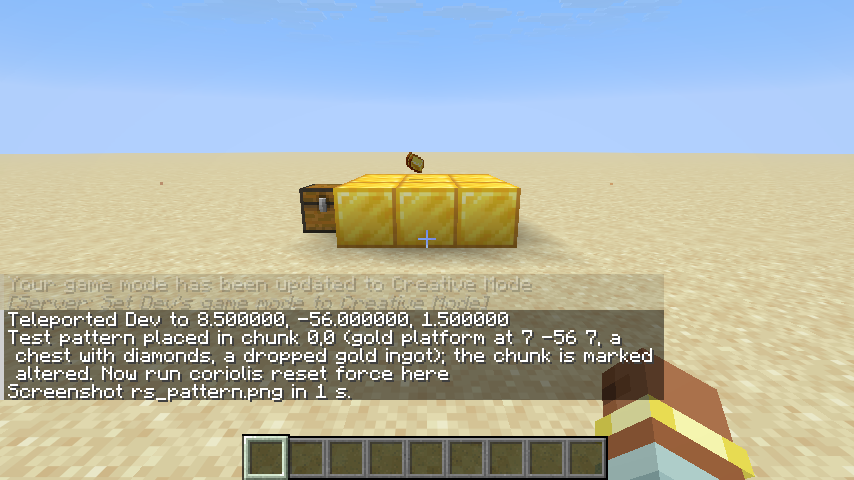 Your game mode has been updated to Creative Mode
[Server: Set Dev's game mode to Creative Mode]
Teleported Dev to 8.500000, -56.000000, 1.500000
Test pattern placed in chunk 0,0 (gold platform at 7 -56 7, a
chest with diamonds, a dropped gold ingot); the chunk is marked
altered. Now run coriolis reset force here
Screenshot rs_pattern.png in 1 s.